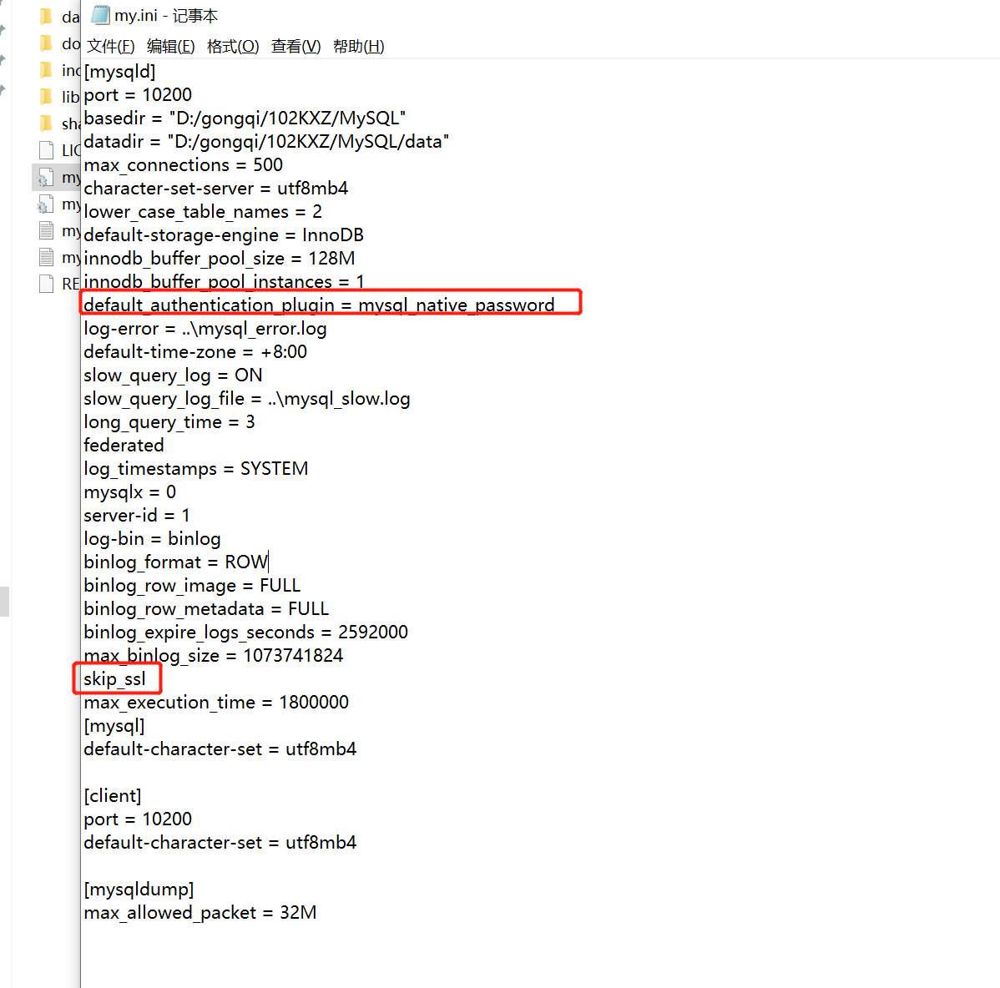 my.ini - 记事本
文件(F) 编辑(E) 格式(O) 查看(V) 帮助(H)
da
do
inc
lib
sha
LIC
my
my
my
my
RE
[mysqld]
port = 10200
basedir = "D:/gongqi/102KXZ/MySQL"
datadir = "D:/gongqi/102KXZ/MySQL/data"
max_connections = 500
character-set-server = utf8mb4
lower_case_table_names = 2
default-storage-engine = InnoDB
innodb_buffer_pool_size = 128M
innodb_buffer_pool_instances = 1
default_authentication_plugin = mysql_native_password
log-error = ..\mysql_error.log
default-time-zone = +8:00
slow_query_log = ON
slow_query_log_file = ..\mysql_slow.log
long_query_time = 3
federated
log_timestamps = SYSTEM
mysqlx = 0
server-id = 1
log-bin = binlog
binlog_format = ROW
binlog_row_image = FULL
binlog_row_metadata = FULL
binlog_expire_logs_seconds = 2592000
max_binlog_size = 1073741824
skip_ssl
max_execution_time = 1800000
[mysql]
default-character-set = utf8mb4
[client]
port = 10200
default-character-set = utf8mb4
[mysqldump]
max_allowed_packet = 32M